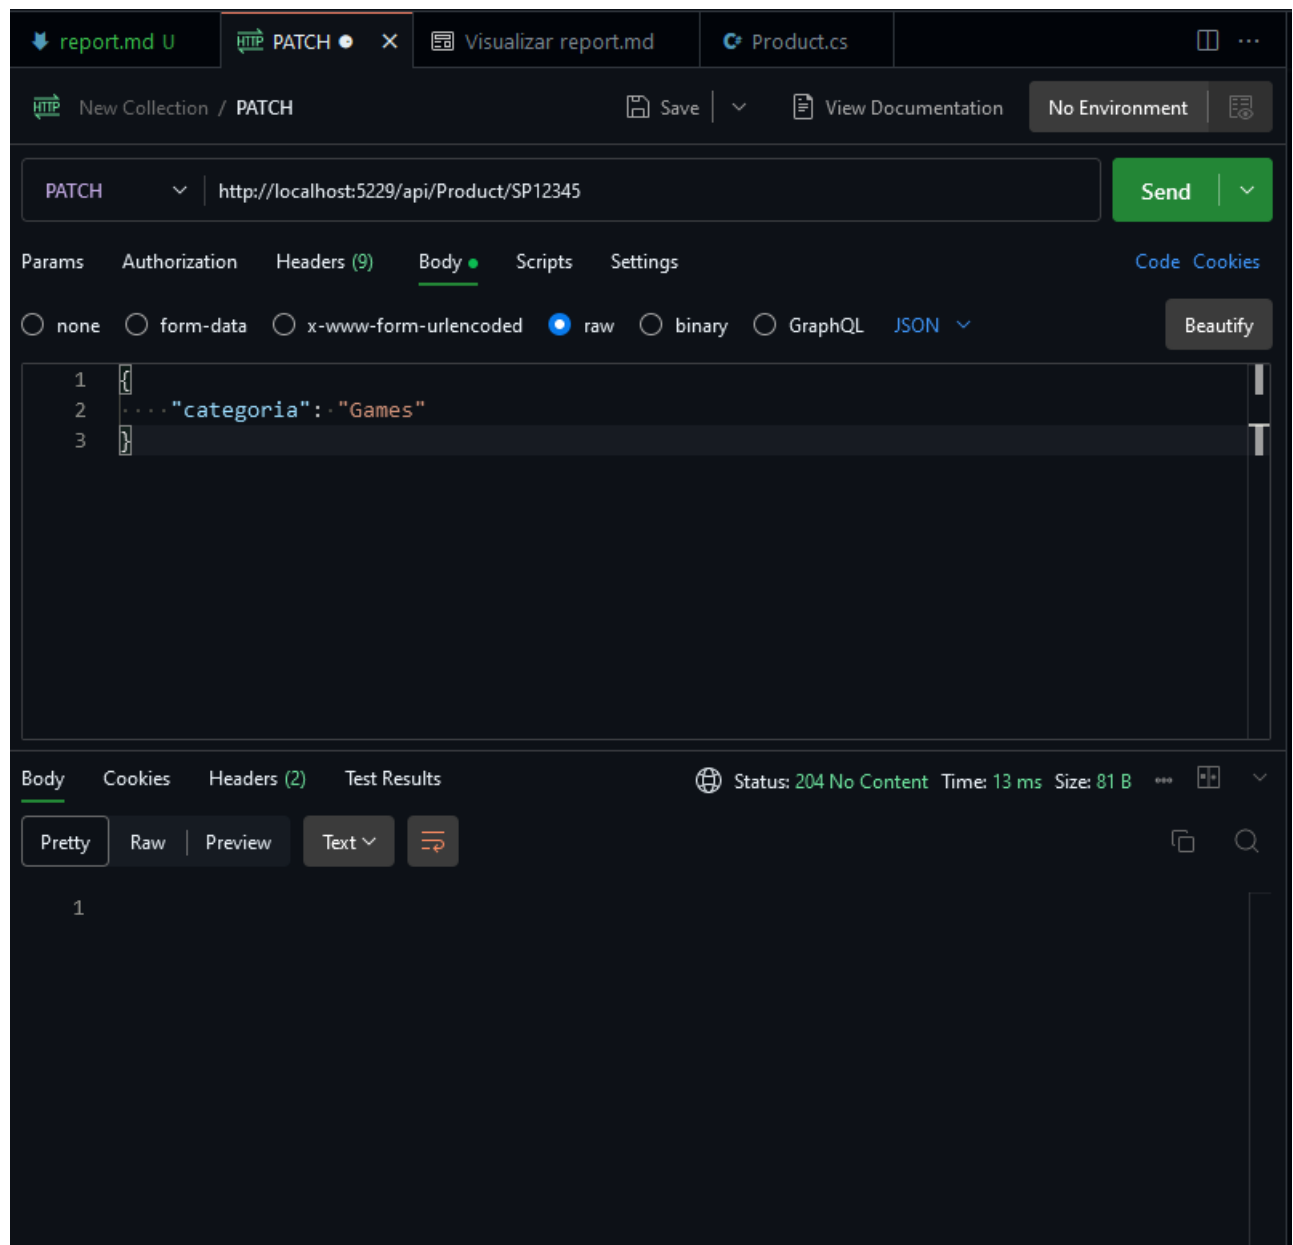 report.md U
HTTP PATCH
Visualizar report.md
C# Product.cs
HTTP New Collection / PATCH
Save
View Documentation
No Environment
PATCH
http://localhost:5229/api/Product/SP12345
Send
Params Authorization Headers (9) Body Scripts Settings
Code Cookies
none form-data x-www-form-urlencoded raw binary GraphQL JSON
Beautify
1 {
2 ····"categoria":·"Games"
3 }
Body Cookies Headers (2) Test Results
Status: 204 No Content Time: 13 ms Size: 81 B
Pretty Raw Preview Text
1